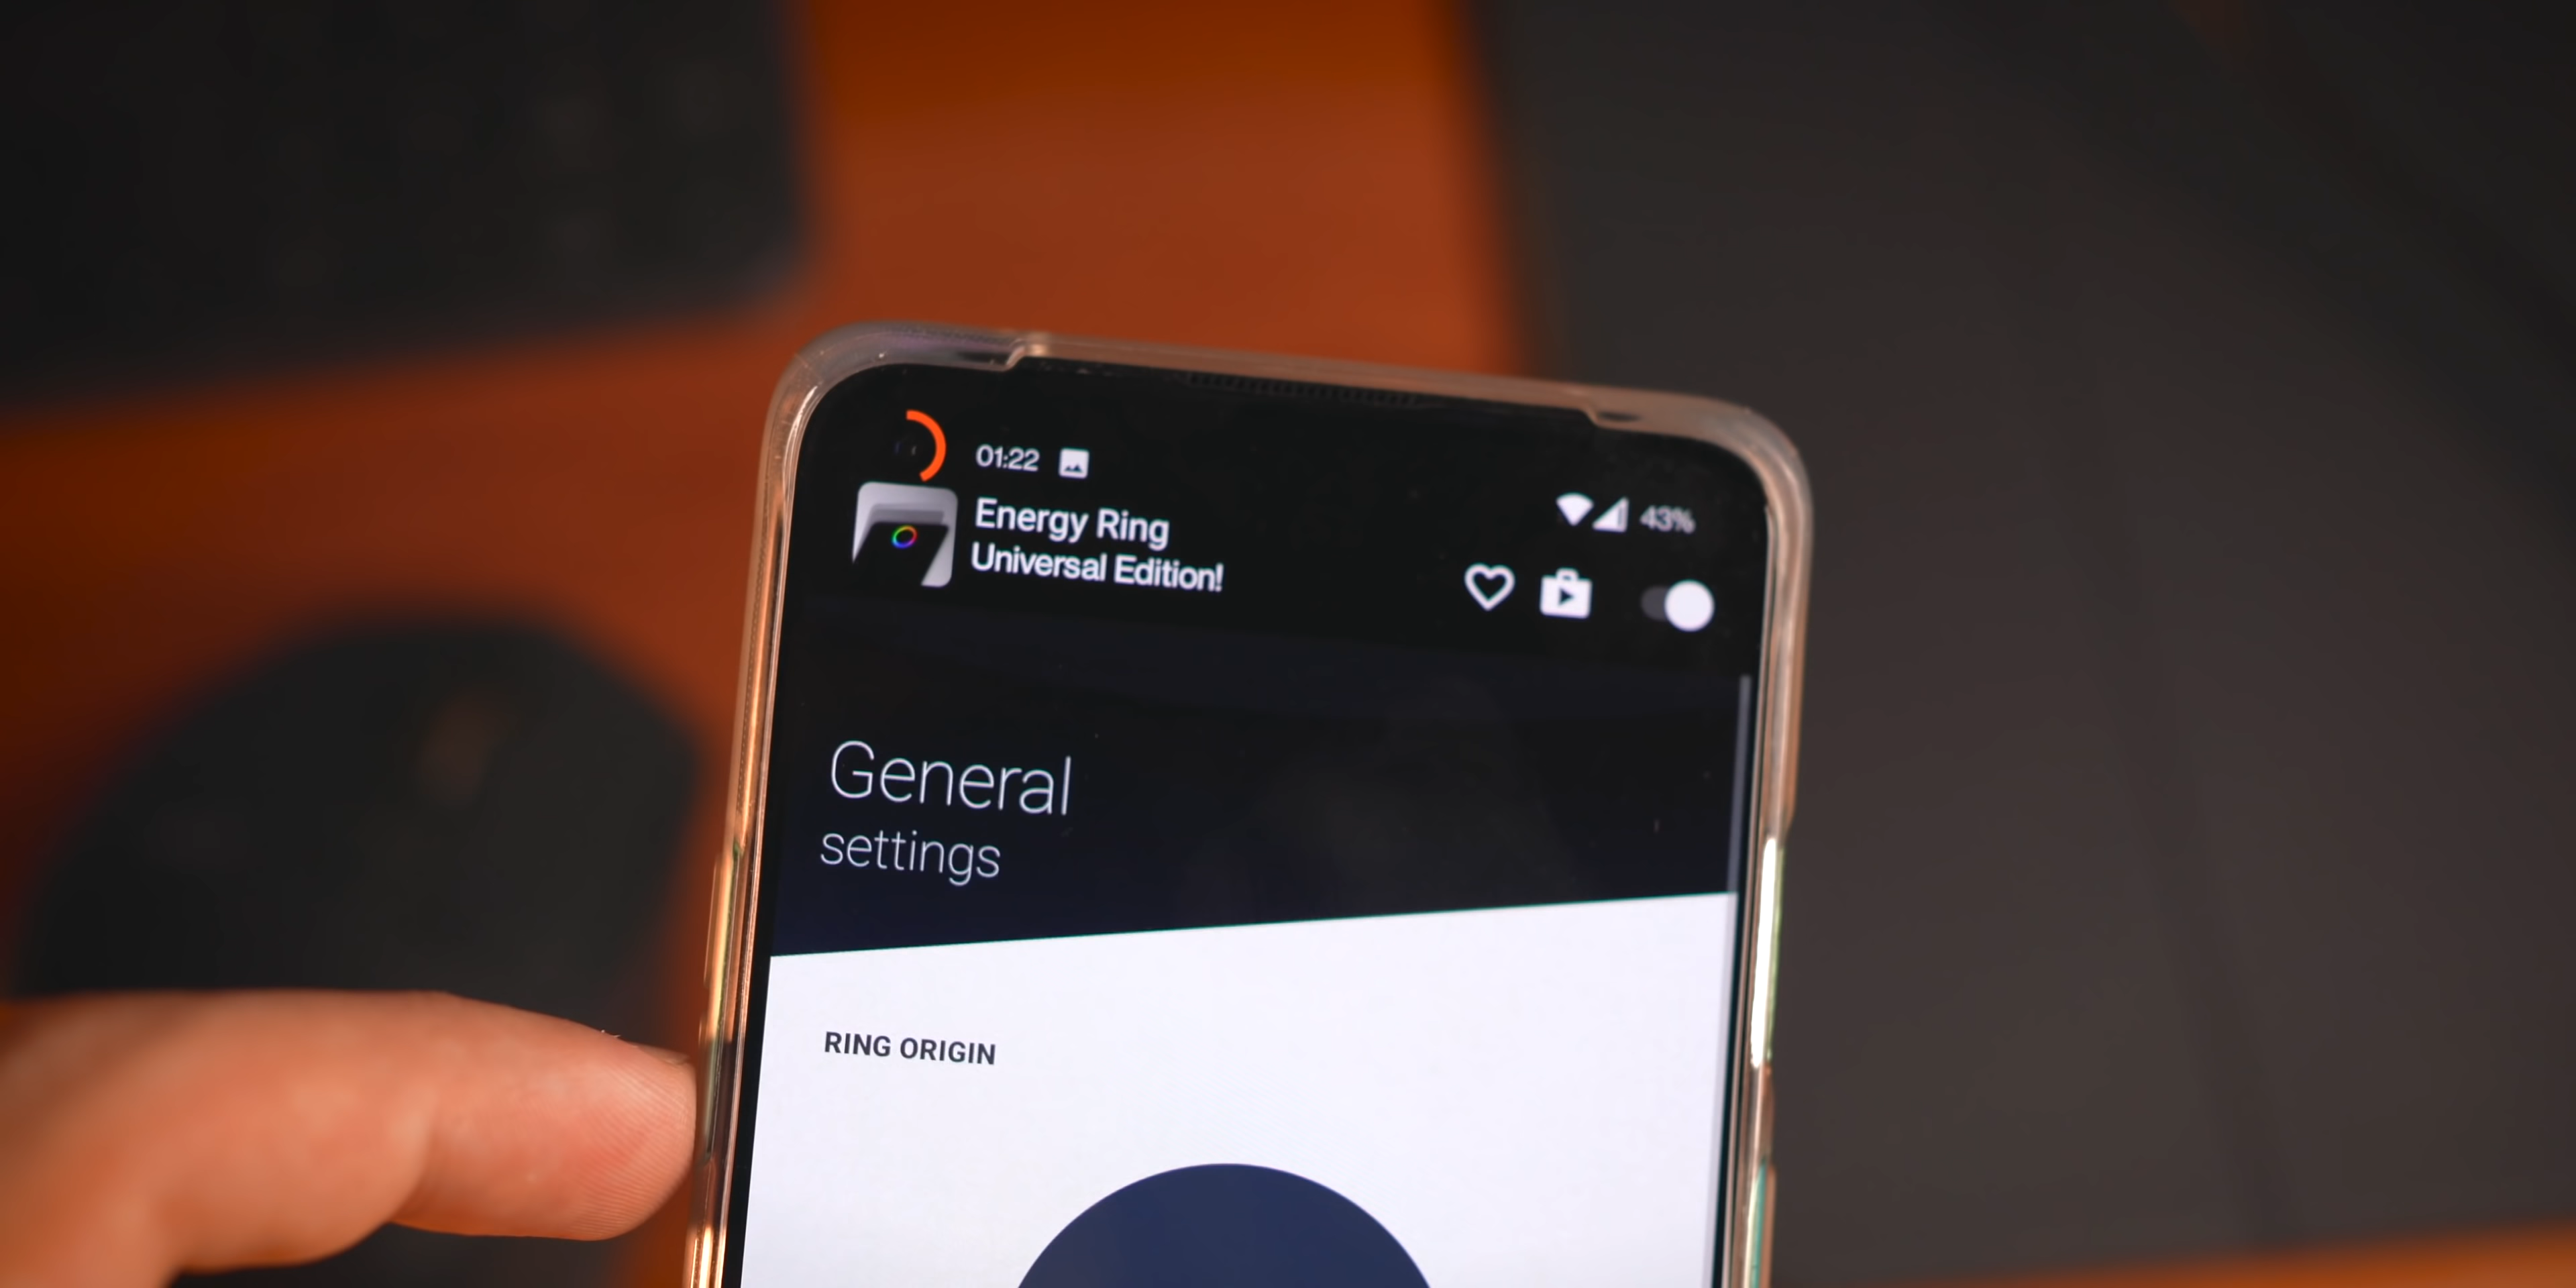 01:22
43%
Energy Ring
Universal Edition!
General
settings
RING ORIGIN